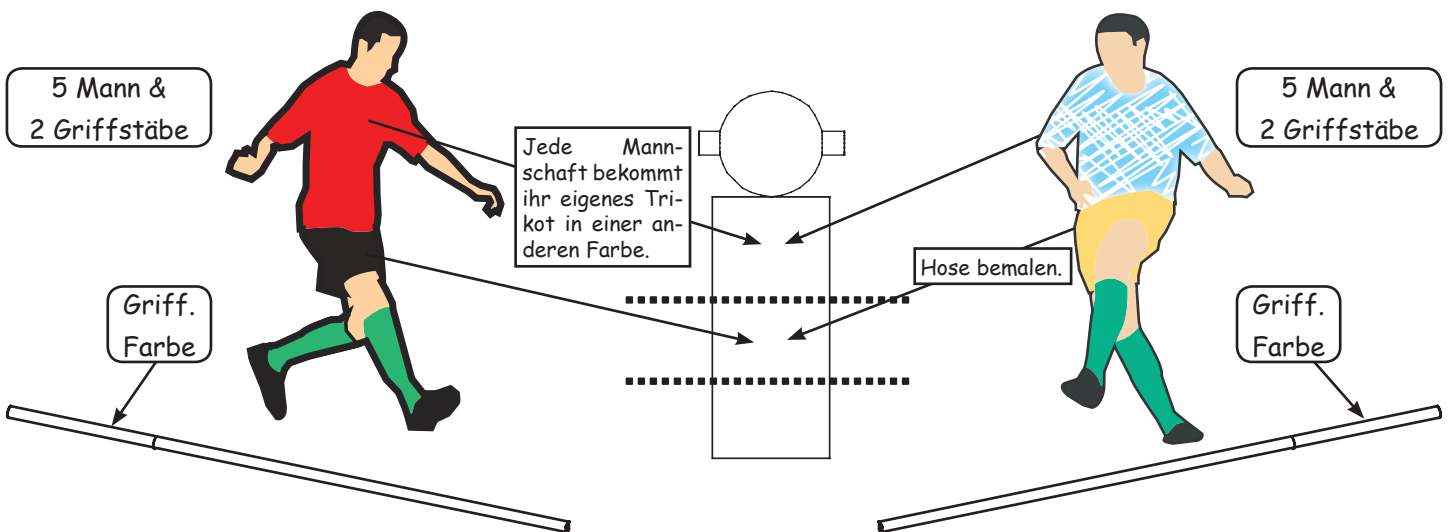 5 Mann &
2 Griffstäbe
Jede Mann-
schaft bekommt
ihr eigenes Tri-
kot in einer an-
deren Farbe.
5 Mann &
2 Griffstäbe
Hose bemalen.
Griff.
Farbe
Griff.
Farbe